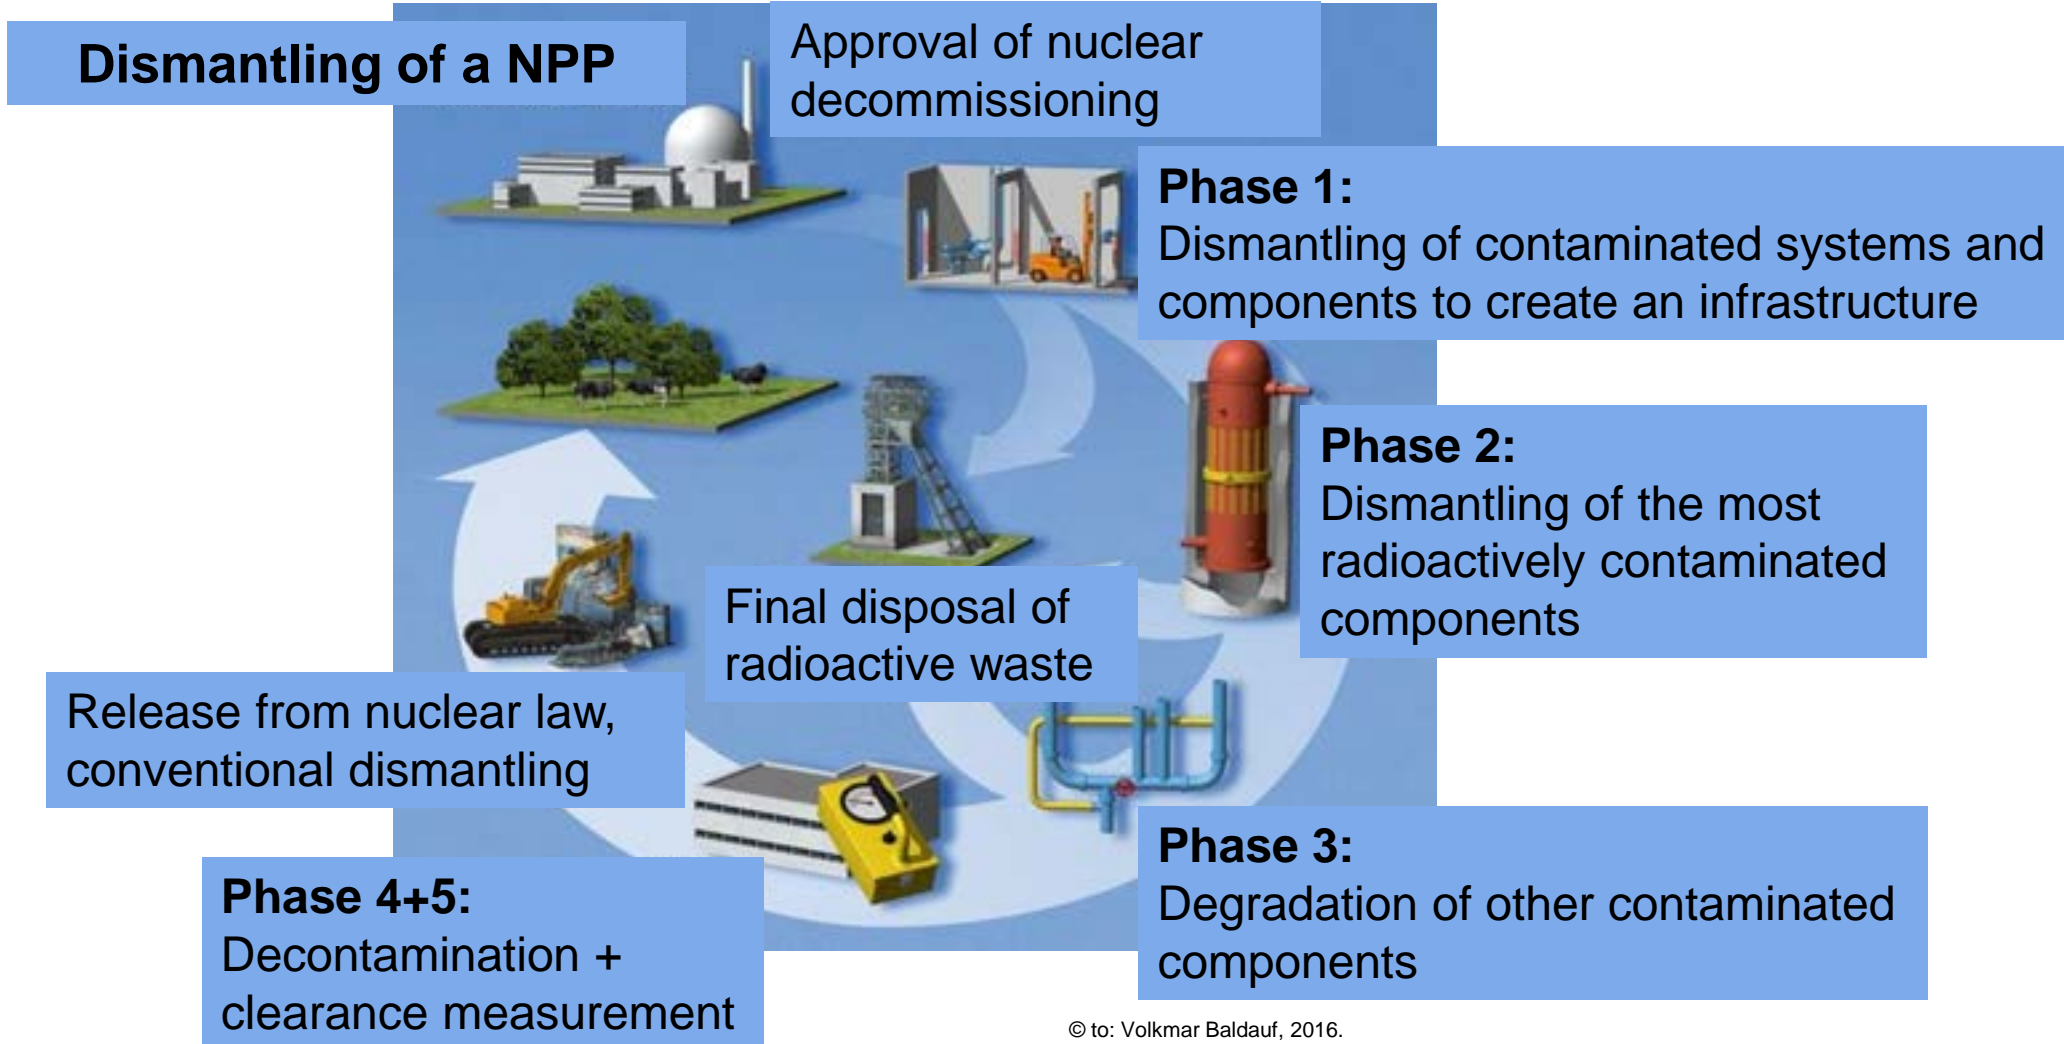 Dismantling of a NPP
Approval of nuclear
decommissioning
Phase 1:
Dismantling of contaminated systems and
components to create an infrastructure
Phase 2:
Dismantling of the most
radioactively contaminated
components
Final disposal of
radioactive waste
Release from nuclear law,
conventional dismantling
Phase 3:
Degradation of other contaminated
components
Phase 4+5:
Decontamination +
clearance measurement
© to: Volkmar Baldauf, 2016.